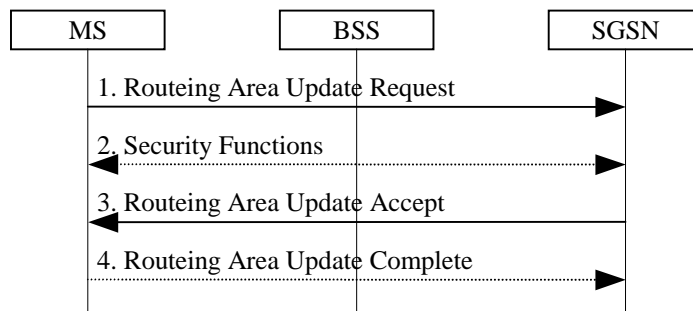 MS
BSS
SGSN
1. Routeing Area Update Request
2. Security Functions
3. Routeing Area Update Accept
4. Routeing Area Update Complete